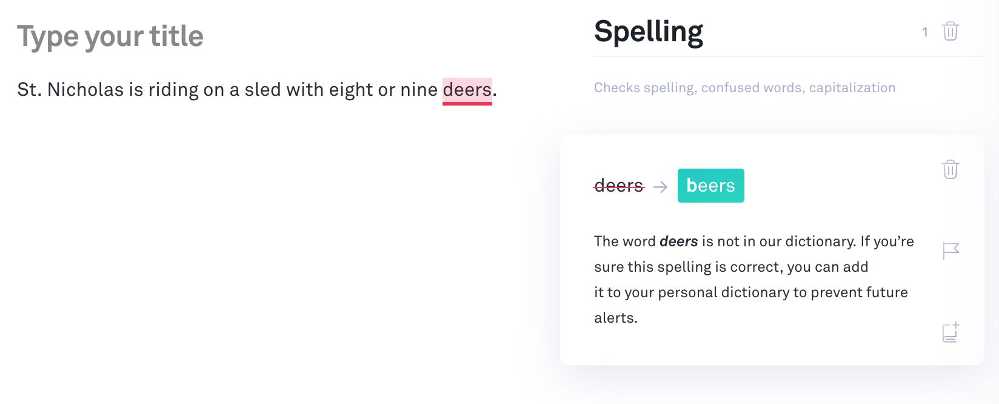 Type your title
St. Nicholas is riding on a sled with eight or nine deers.
Spelling
1
Checks spelling, confused words, capitalization
deers → beers
The word deers is not in our dictionary. If you’re
sure this spelling is correct, you can add
it to your personal dictionary to prevent future
alerts.